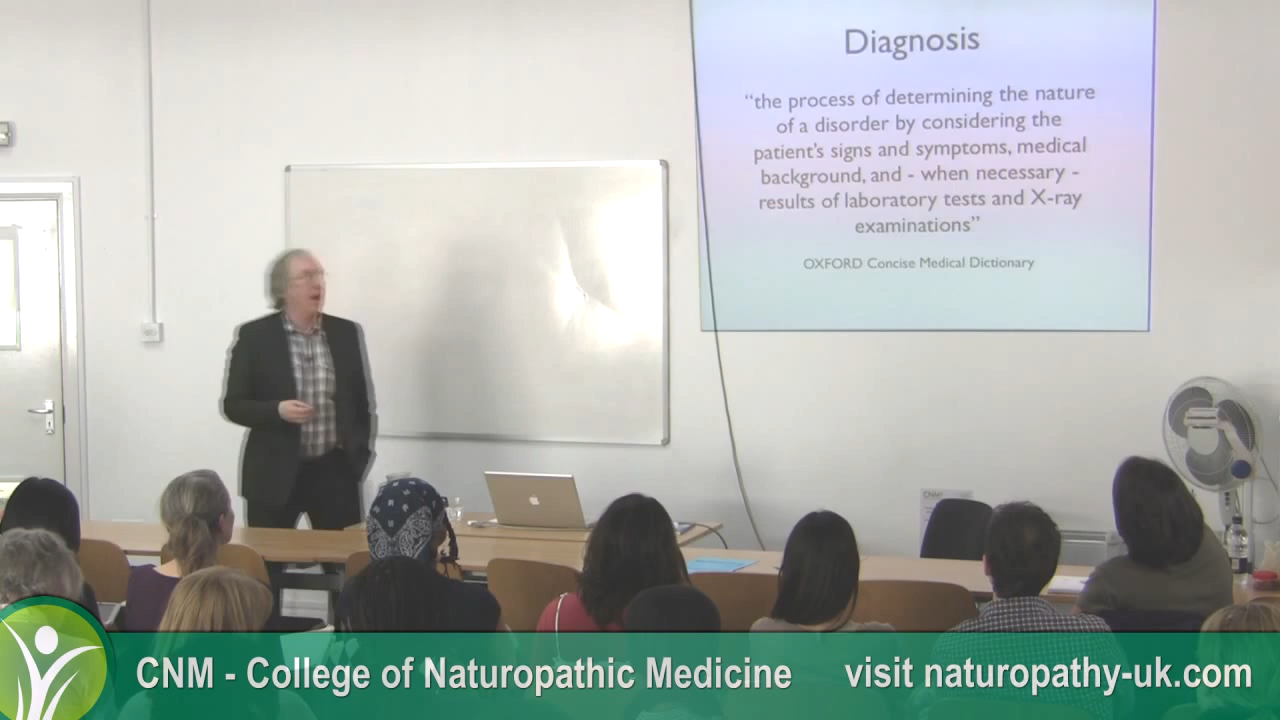 Diagnosis
“the process of determining the nature
of a disorder by considering the
patient’s signs and symptoms, medical
background, and - when necessary -
results of laboratory tests and X-ray
examinations”
OXFORD Concise Medical Dictionary
CNM
CNM - College of Naturopathic Medicine
visit naturopathy-uk.com